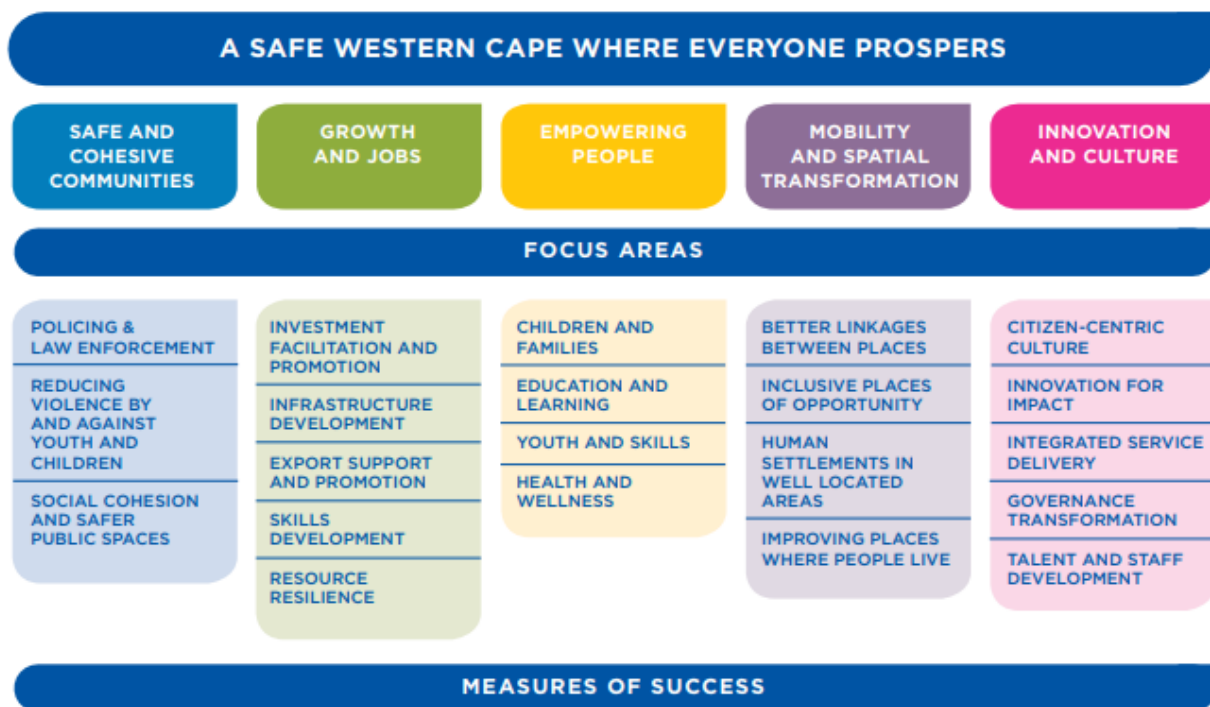 A SAFE WESTERN CAPE WHERE EVERYONE PROSPERS
SAFE AND
COHESIVE
COMMUNITIES
GROWTH
AND JOBS
EMPOWERING
PEOPLE
MOBILITY
AND SPATIAL
TRANSFORMATION
INNOVATION
AND CULTURE
FOCUS AREAS
POLICING &
LAW ENFORCEMENT
REDUCING
VIOLENCE BY
AND AGAINST
YOUTH AND
CHILDREN
SOCIAL COHESION
AND SAFER
PUBLIC SPACES
INVESTMENT
FACILITATION AND
PROMOTION
INFRASTRUCTURE
DEVELOPMENT
EXPORT SUPPORT
AND PROMOTION
SKILLS
DEVELOPMENT
RESOURCE
RESILIENCE
CHILDREN AND
FAMILIES
EDUCATION AND
LEARNING
YOUTH AND SKILLS
HEALTH AND
WELLNESS
BETTER LINKAGES
BETWEEN PLACES
INCLUSIVE PLACES
OF OPPORTUNITY
HUMAN
SETTLEMENTS IN
WELL LOCATED
AREAS
IMPROVING PLACES
WHERE PEOPLE LIVE
CITIZEN-CENTRIC
CULTURE
INNOVATION FOR
IMPACT
INTEGRATED SERVICE
DELIVERY
GOVERNANCE
TRANSFORMATION
TALENT AND STAFF
DEVELOPMENT
MEASURES OF SUCCESS